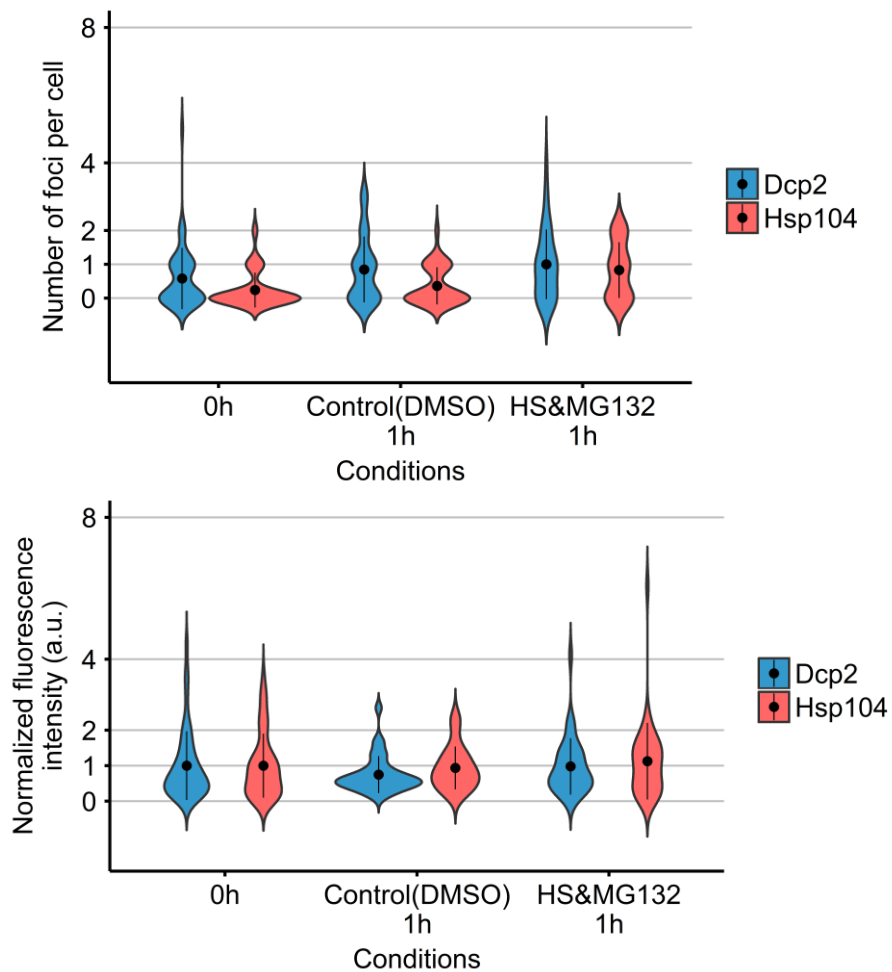 Number of foci per cell
8
4
2
1
0
0h
Control(DMSO)
1h
HS&MG132
1h
Conditions
Dcp2
Hsp104
Normalized fluorescence
intensity (a.u.)
8
4
2
1
0
0h
Control(DMSO)
1h
HS&MG132
1h
Conditions
Dcp2
Hsp104